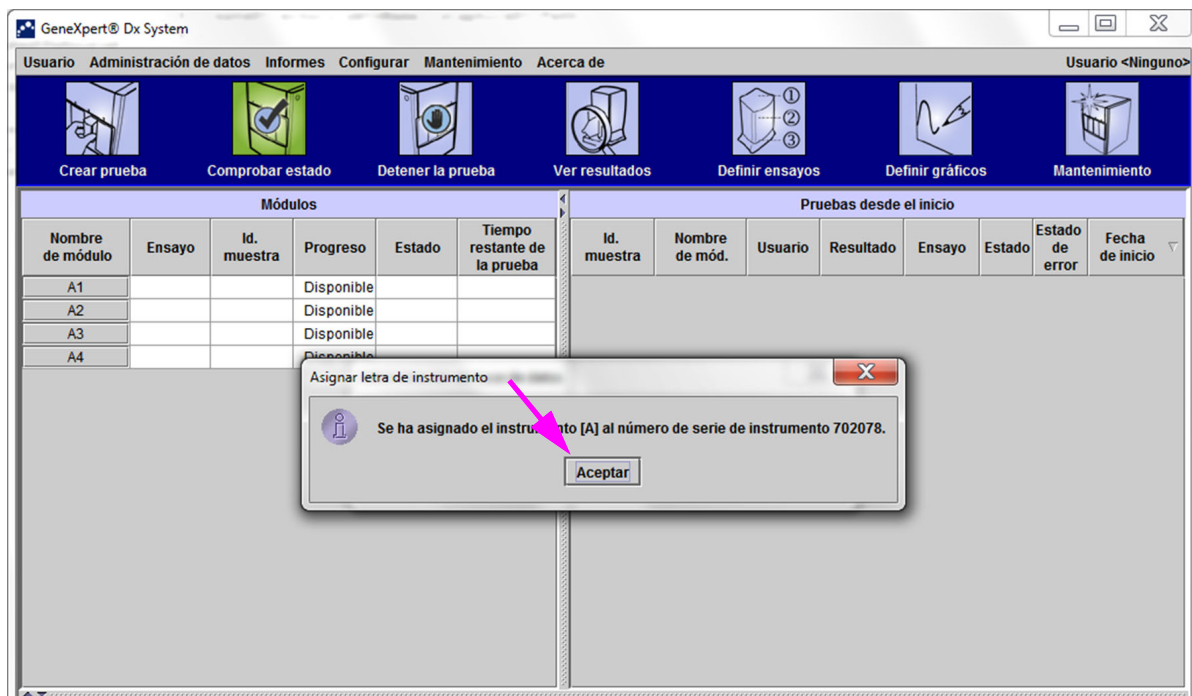 GeneXpert® Dx System
Usuario Administración de datos Informes Configurar Mantenimiento Acerca de Usuario <Ninguno>
① ② ③
Crear prueba Comprobar estado Detener la prueba Ver resultados Definir ensayos Definir gráficos Mantenimiento
Módulos Pruebas desde el inicio
Nombre de módulo Ensayo Id. muestra Progreso Estado Tiempo restante de la prueba Id. muestra Nombre de mód. Usuario Resultado Ensayo Estado Estado de error Fecha de inicio
A1 Disponible
A2 Disponible
A3 Disponible
A4 Disponible
Asignar letra de instrumento
Se ha asignado el instrumento [A] al número de serie de instrumento 702078.
Aceptar